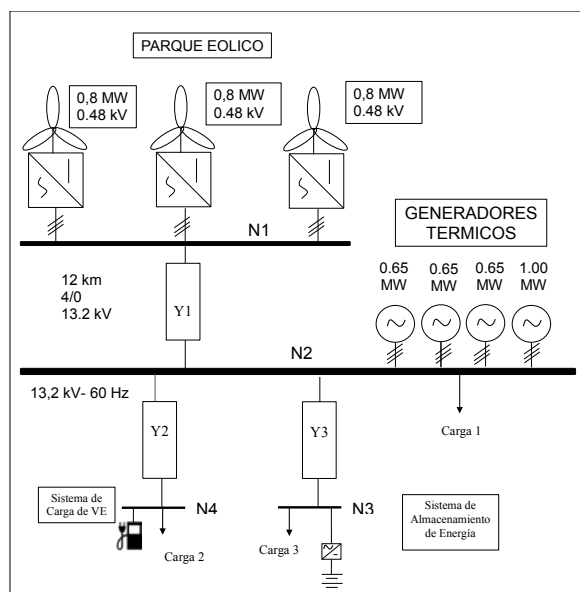 PARQUE EOLICO
0,8 MW
0.48 kV
0,8 MW
0.48 kV
0,8 MW
0.48 kV
N1
GENERADORES
TERMICOS
12 km
4/0
13.2 kV
Y1
0.65
MW
0.65
MW
0.65
MW
1.00
MW
N2
13,2 kV- 60 Hz
Y2
Y3
Carga 1
Sistema de
Carga de VE
N4
Carga 2
N3
Carga 3
Sistema de
Almacenamiento
de Energía